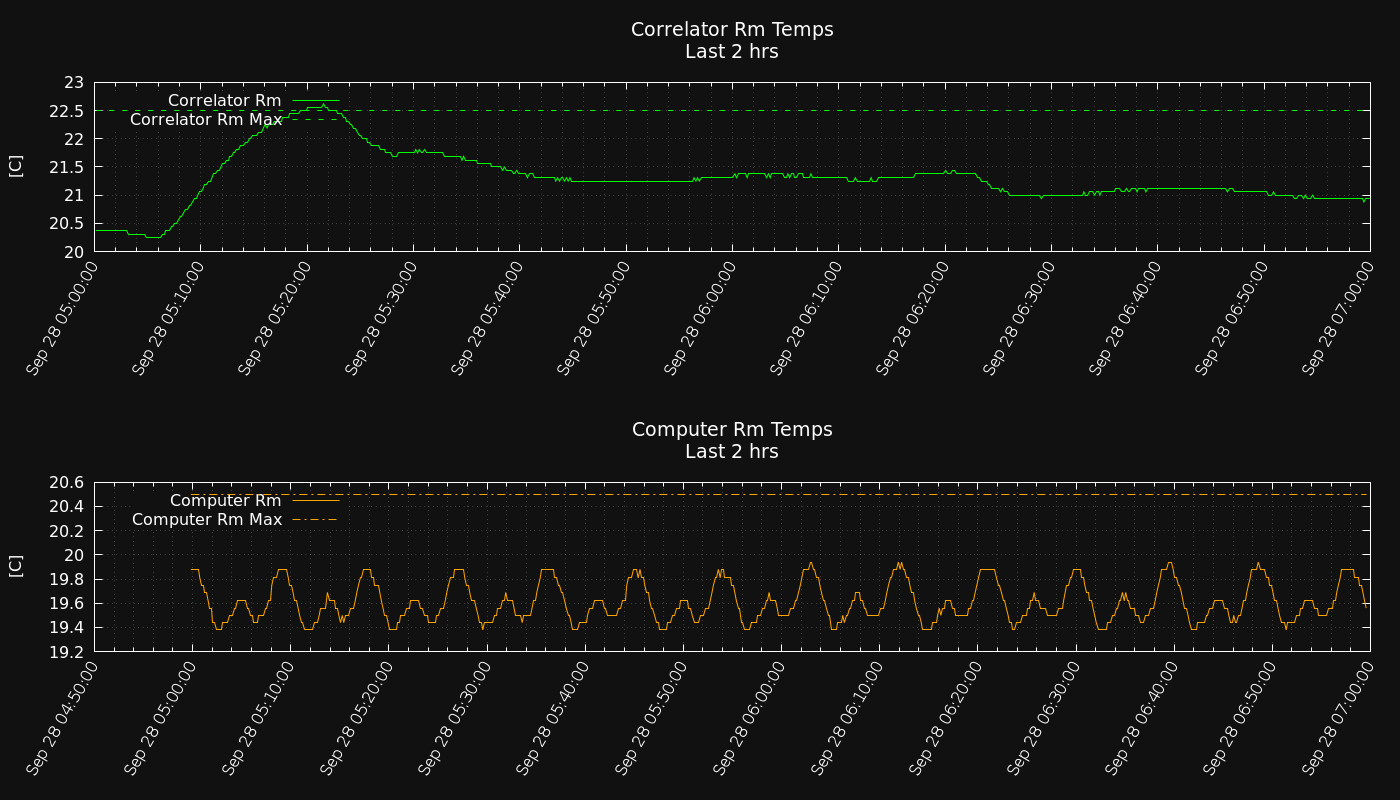 Correlator Rm Temps
Last 2 hrs
Correlator Rm
Correlator Rm Max
[C]
23
22.5
22
21.5
21
20.5
20
Sep 28 05:00:00
Sep 28 05:10:00
Sep 28 05:20:00
Sep 28 05:30:00
Sep 28 05:40:00
Sep 28 05:50:00
Sep 28 06:00:00
Sep 28 06:10:00
Sep 28 06:20:00
Sep 28 06:30:00
Sep 28 06:40:00
Sep 28 06:50:00
Sep 28 07:00:00
Computer Rm Temps
Last 2 hrs
Computer Rm
Computer Rm Max
[C]
20.6
20.4
20.2
20
19.8
19.6
19.4
19.2
Sep 28 04:50:00
Sep 28 05:00:00
Sep 28 05:10:00
Sep 28 05:20:00
Sep 28 05:30:00
Sep 28 05:40:00
Sep 28 05:50:00
Sep 28 06:00:00
Sep 28 06:10:00
Sep 28 06:20:00
Sep 28 06:30:00
Sep 28 06:40:00
Sep 28 06:50:00
Sep 28 07:00:00